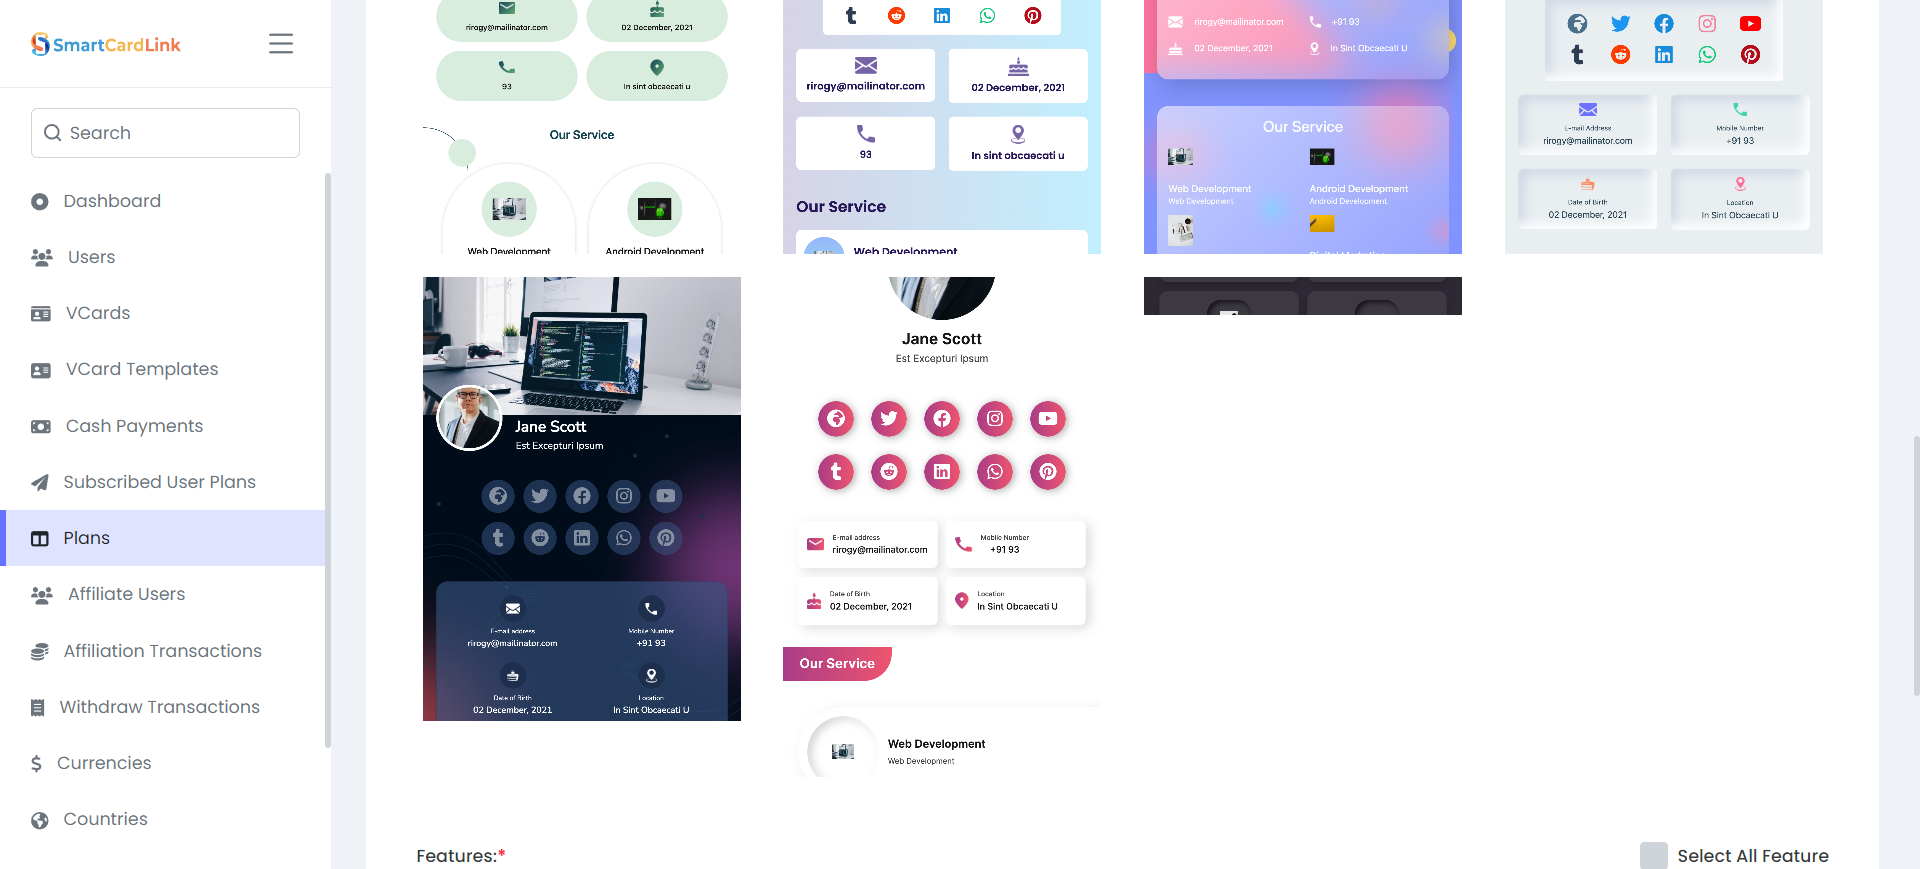 SmartCardLink
Search
Dashboard
Users
VCards
VCard Templates
Cash Payments
Subscribed User Plans
Plans
Affiliate Users
Affiliation Transactions
Withdraw Transactions
Currencies
Countries
rirogy@mailinator.com
02 December, 2021
93
In sint obcaecati u
Our Service
Web Development
Android Development
rirogy@mailinator.com
02 December, 2021
93
In sint obcaecati u
Our Service
Web Development
rirogy@mailinator.com
+91 93
02 December, 2021
In Sint Obcaecati U
Our Service
Web Development
Web Development
Android Development
Android Development
Digital Marketing
E-mail Address
rirogy@mailinator.com
Mobile Number
+91 93
Date of Birth
02 December, 2021
Location
In Sint Obcaecati U
Jane Scott
Est Excepturi Ipsum
E-mail address
rirogy@mailinator.com
Mobile Number
+91 93
Date of Birth
02 December, 2021
Location
In Sint Obcaecati U
Jane Scott
Est Excepturi Ipsum
E-mail address
rirogy@mailinator.com
Mobile Number
+91 93
Date of Birth
02 December, 2021
Location
In Sint Obcaecati U
Our Service
Web Development
Web Development
Features:*
Select All Feature